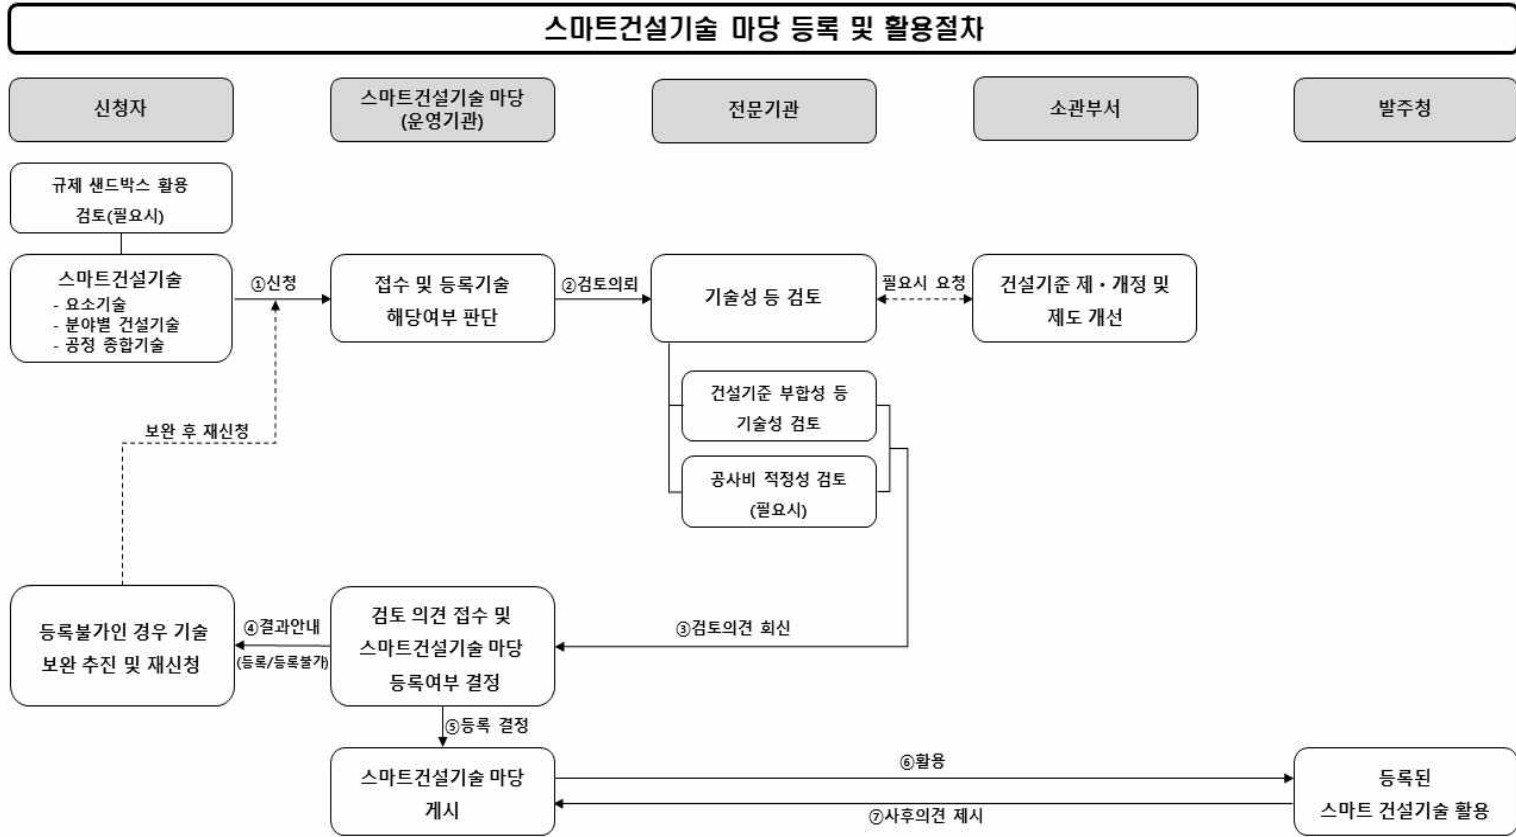 스마트건설기술 마당 등록 및 활용절차
신청자
스마트건설기술 마당
(운영기관)
전문기관
소관부서
발주청
규제 샌드박스 활용
검토(필요시)
스마트건설기술
- 요소기술
- 분야별 건설기술
- 공정 종합기술
①신청
접수 및 등록기술
해당여부 판단
②검토의뢰
기술성 등 검토
필요시 요청
건설기준 제・개정 및
제도 개선
건설기준 부합성 등
기술성 검토
공사비 적정성 검토
(필요시)
보완 후 재신청
등록불가인 경우 기술
보완 추진 및 재신청
④결과안내
(등록/등록불가)
검토 의견 접수 및
스마트건설기술 마당
등록여부 결정
③검토의견 회신
⑤등록 결정
스마트건설기술 마당
게시
⑥활용
⑦사후의견 제시
등록된
스마트 건설기술 활용